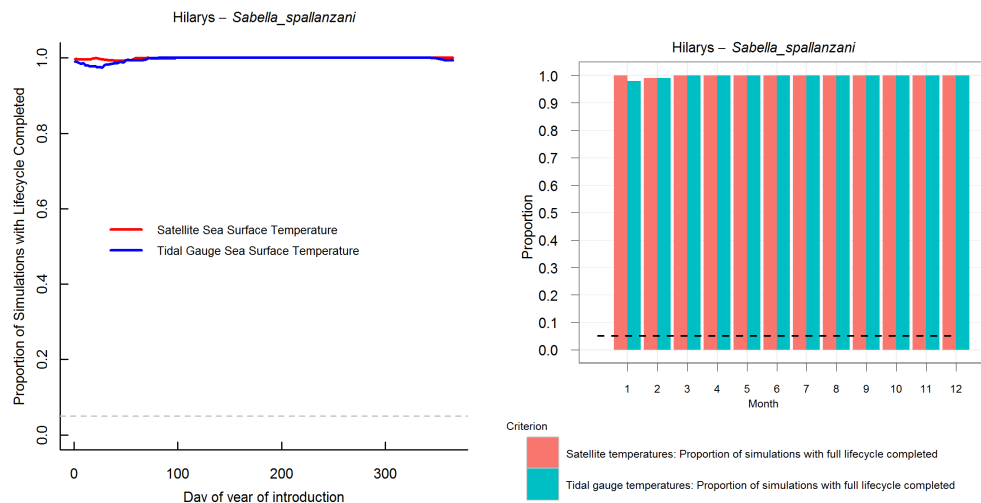 Hilarys – Sabella_spallanzani
Proportion of Simulations with Lifecycle Completed
1.0
0.8
0.6
0.4
0.2
0.0
Satellite Sea Surface Temperature
Tidal Gauge Sea Surface Temperature
0 100 200 300
Day of year of introduction
Hilarys – Sabella_spallanzani
Proportion
1.0
0.9
0.8
0.7
0.6
0.5
0.4
0.3
0.2
0.1
0.0
1 2 3 4 5 6 7 8 9 10 11 12
Month
Criterion
Satellite temperatures: Proportion of simulations with full lifecycle completed
Tidal gauge temperatures: Proportion of simulations with full lifecycle completed